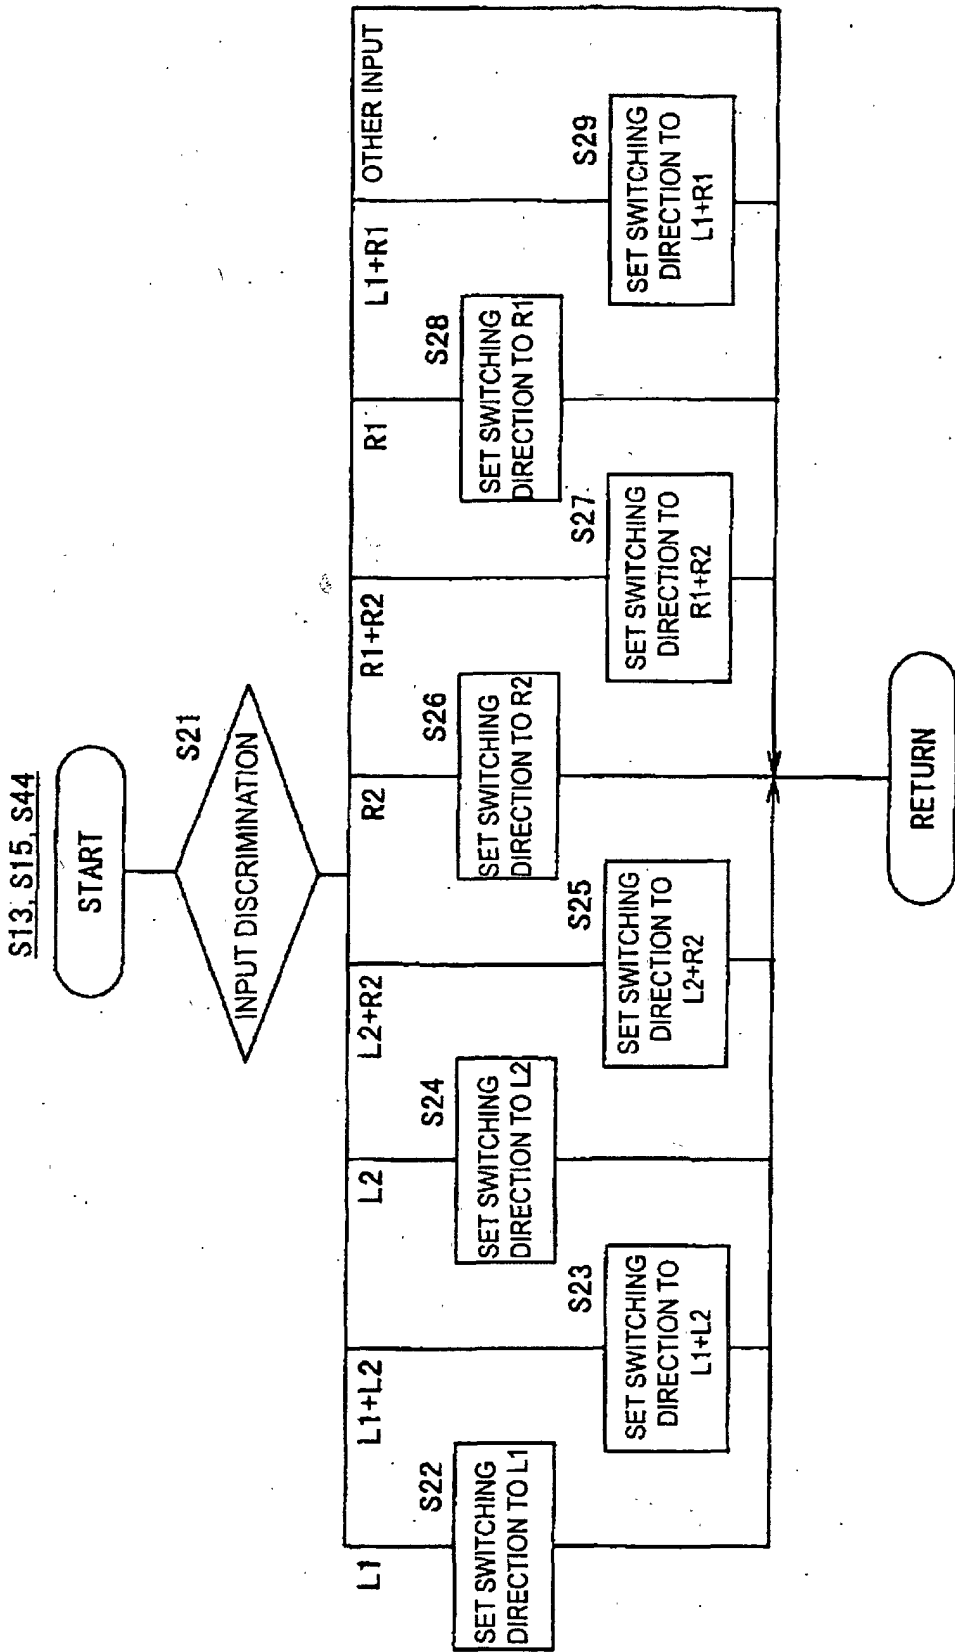 S13, S15, S44
START
S21
INPUT DISCRIMINATION
L1
L1+L2
L2
L2+R2
R2
R1+R2
R1
L1+R1
OTHER INPUT
S22
SET SWITCHING
DIRECTION TO L1
S24
SET SWITCHING
DIRECTION TO L2
S26
SET SWITCHING
DIRECTION TO R2
S28
SET SWITCHING
DIRECTION TO R1
S23
SET SWITCHING
DIRECTION TO
L1+L2
S25
SET SWITCHING
DIRECTION TO
L2+R2
S27
SET SWITCHING
DIRECTION TO
R1+R2
S29
SET SWITCHING
DIRECTION TO
L1+R1
RETURN